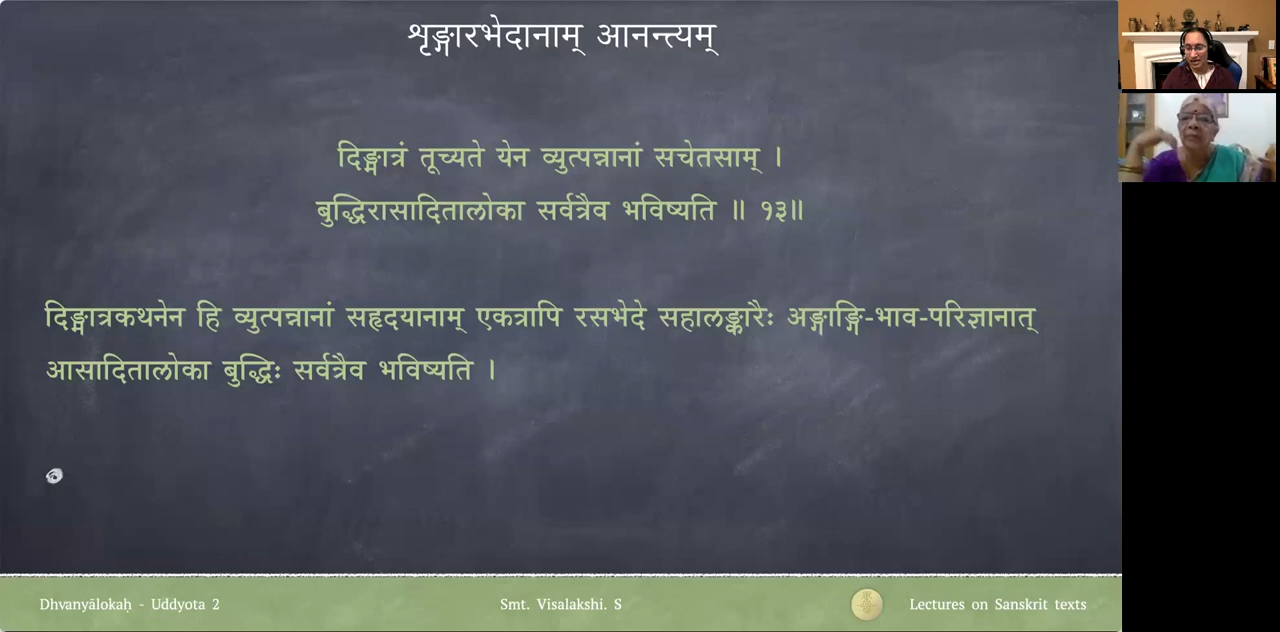 शृङ्गारभेदानाम् आनन्त्यम्
दिङ्मात्रं तूच्यते येन व्युत्पन्नानां सचेतसाम् ।
बुद्धिरासादितालोका सर्वत्रैव भविष्यति ॥ १३॥
दिङ्मात्रकथनेन हि व्युत्पन्नानां सहृदयानाम् एकत्रापि रसभेदे सहालङ्कारैः अङ्गाङ्गि-भाव-परिज्ञानात्
आसादितालोका बुद्धिः सर्वत्रैव भविष्यति ।
Dhvanyālokaḥ - Uddyota 2 Smt. Visalakshi. S Lectures on Sanskrit texts